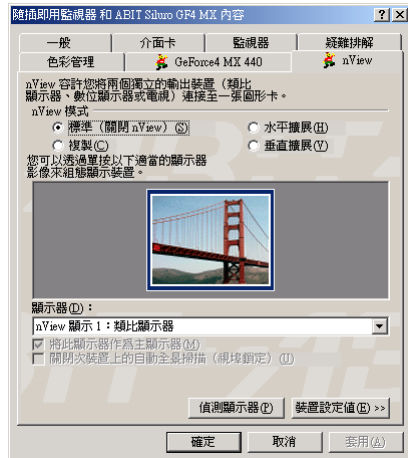 隨插即用監視器 和 ABIT Siluro GF4 MX 內容
一般 介面卡 監視器 疑難排解
色彩管理 GeForce4 MX 440 nView
nView 容許您將兩個獨立的輸出裝置（類比
顯示器、數位顯示器或電視）連接至一張圖形卡。
nView 模式
標準（關閉 nView）(S) 水平擴展(H)
複製(C) 垂直擴展(V)
您可以透過單按以下適當的顯示器
影像來組態顯示裝置。
顯示器(D)：
nView 顯示 1：類比顯示器
將此顯示器作為主顯示器(M)
關閉次裝置上的自動全景掃描（視埠鎖定）(U)
偵測顯示器(P) 裝置設定值(E) >>
確定 取消 套用(A)